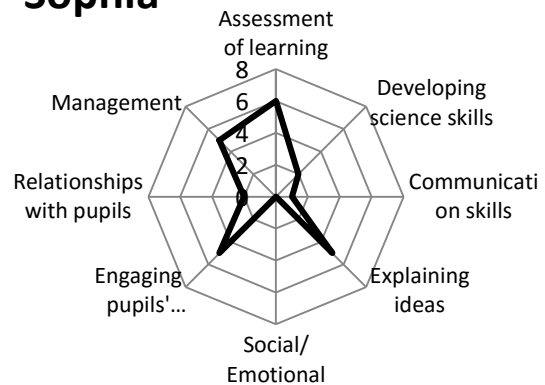 Sophia
Assessment
of learning
8
6
4
2
0
Developing
science skills
Communicati
on skills
Explaining
ideas
Social/
Emotional
Engaging
pupils'...
Relationships
with pupils
Management